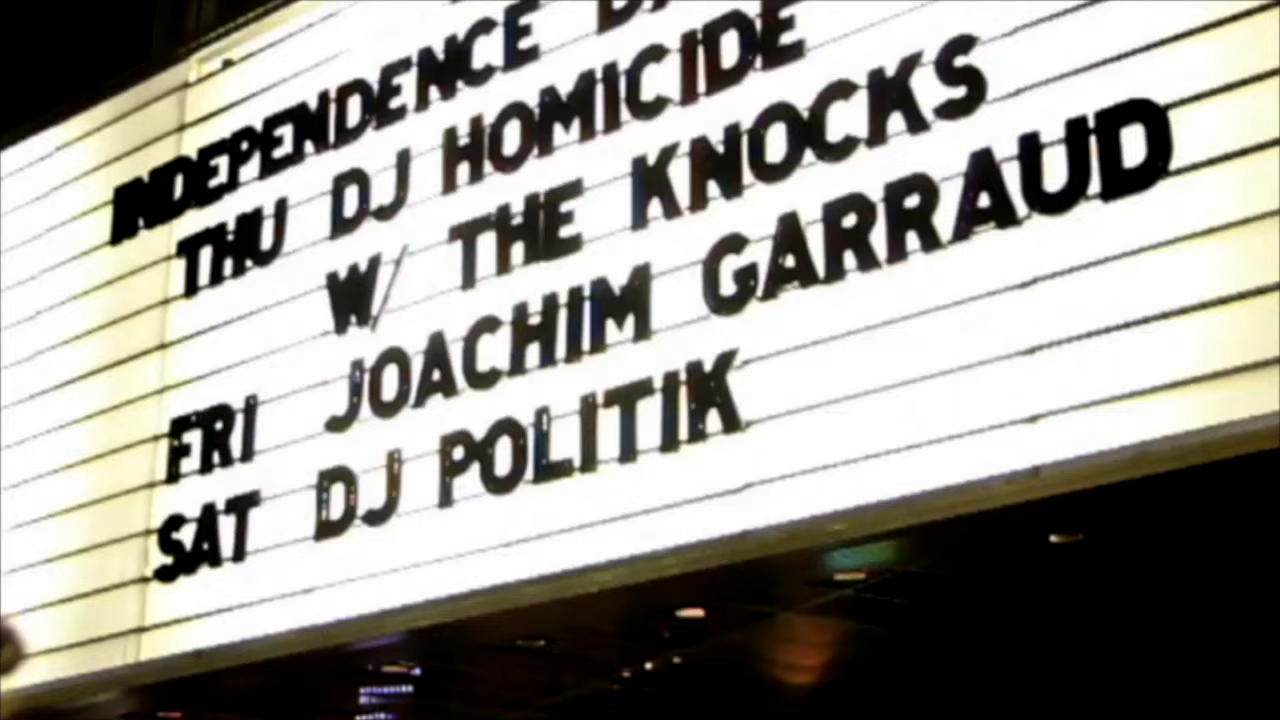 INDEPENDENCE
THU DJ HOMICIDE
W/ THE KNOCKS
FRI JOACHIM GARRAUD
SAT DJ POLITIK